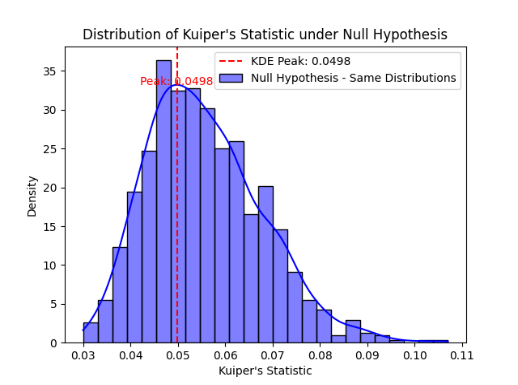 Distribution of Kuiper's Statistic under Null Hypothesis
KDE Peak: 0.0498
Null Hypothesis - Same Distributions
Peak: 0.0498
Density
35
30
25
20
15
10
5
0
0.03 0.04 0.05 0.06 0.07 0.08 0.09 0.10 0.11
Kuiper's Statistic